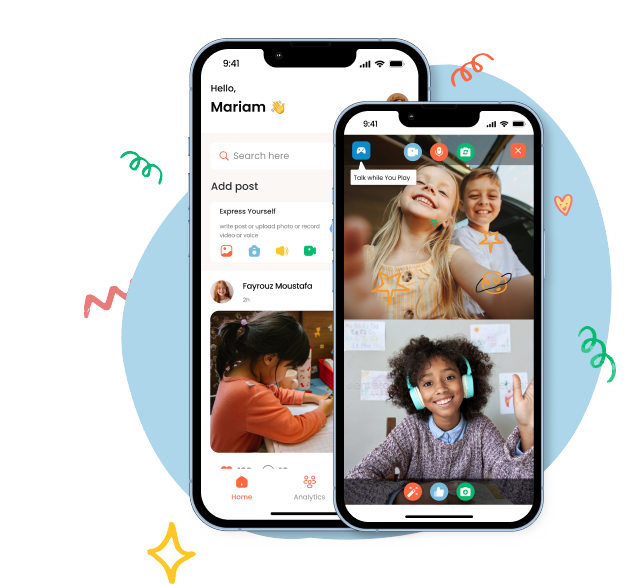 9:41
Hello,
Mariam 👋
Search here
Add post
Express Yourself
write post or upload photo or record
video or voice
Fayrouz Moustafa
2h
Home
Analytics
9:41
Talk while You Play